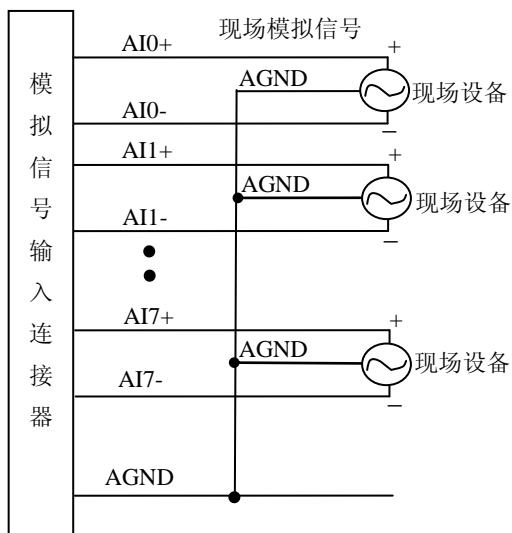 模拟信号输入连接器
现场模拟信号
AI0+
+
AGND
现场设备
AI0-
−
AI1+
+
AGND
现场设备
AI1-
−
AI7+
+
AGND
现场设备
AI7-
−
AGND